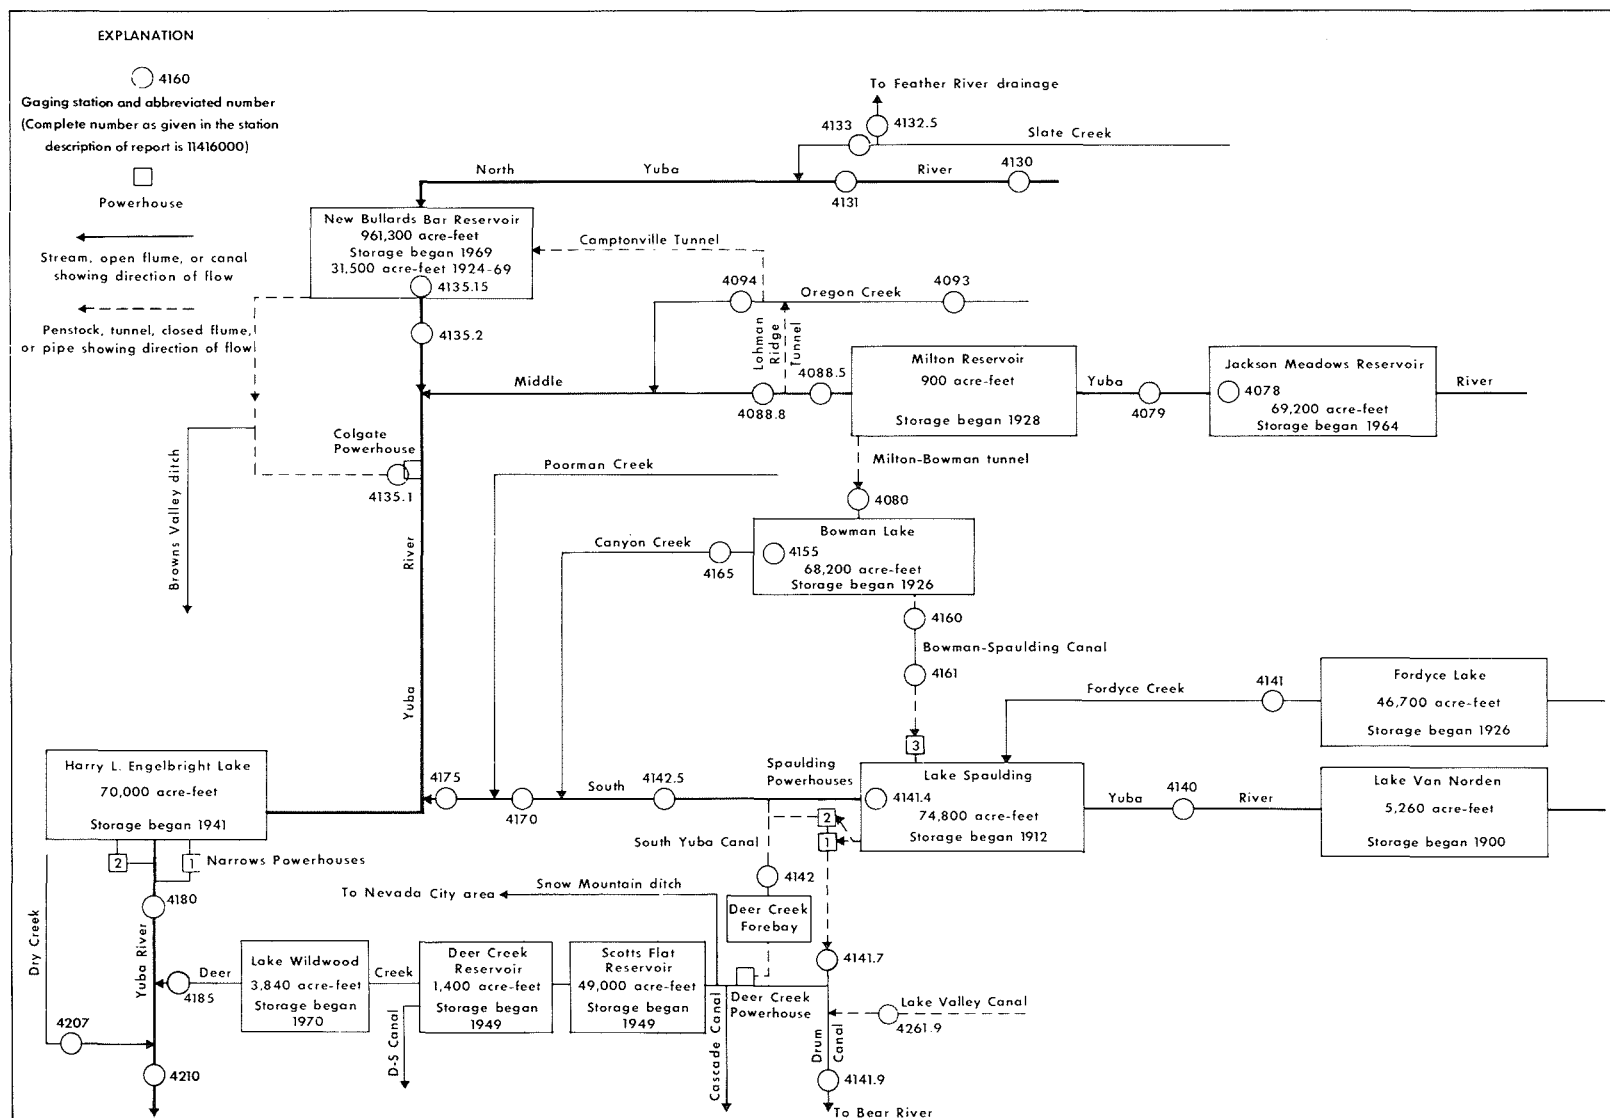 EXPLANATION
4160
Gaging station and abbreviated number
(Complete number as given in the station
description of report is 11416000)
Powerhouse
Stream, open flume, or canal
showing direction of flow
Penstock, tunnel, closed flume,
or pipe showing direction of flow
To Feather River drainage
4133
4132.5
Slate Creek
North
Yuba
River
4130
4131
New Bullards Bar Reservoir
961,300 acre-feet
Storage began 1969
31,500 acre-feet 1924-69
4135.15
Camptonville Tunnel
4094
Oregon Creek
4093
4135.2
Lohman
Ridge
Tunnel
Middle
4088.8
4088.5
Milton Reservoir
900 acre-feet
Storage began 1928
Yuba
4079
Jackson Meadows Reservoir
4078
69,200 acre-feet
Storage began 1964
River
Colgate
Powerhouse
4135.1
Browns Valley ditch
River
Yuba
Poorman Creek
Milton-Bowman tunnel
4080
Canyon Creek
4165
Bowman Lake
4155
68,200 acre-feet
Storage began 1926
4160
Bowman-Spaulding Canal
4161
3
Fordyce Creek
4141
Fordyce Lake
46,700 acre-feet
Storage began 1926
Harry L. Engelbright Lake
70,000 acre-feet
Storage began 1941
4175
4170
South
4142.5
Spaulding
Powerhouses
Lake Spaulding
4141.4
74,800 acre-feet
Storage began 1912
Yuba
4140
River
Lake Van Norden
5,260 acre-feet
Storage began 1900
2
1
South Yuba Canal
4142
2
1
Narrows Powerhouses
4180
Dry Creek
Yuba River
To Nevada City area
Snow Mountain ditch
Deer Creek
Forebay
Deer
4185
Lake Wildwood
3,840 acre-feet
Storage began
1970
Creek
Deer Creek
Reservoir
1,400 acre-feet
Storage began
1949
Scotts Flat
Reservoir
49,000 acre-feet
Storage began
1949
Deer Creek
Powerhouse
4141.7
Lake Valley Canal
4261.9
D-S Canal
Cascade Canal
Drum
Canal
4207
4210
4141.9
To Bear River